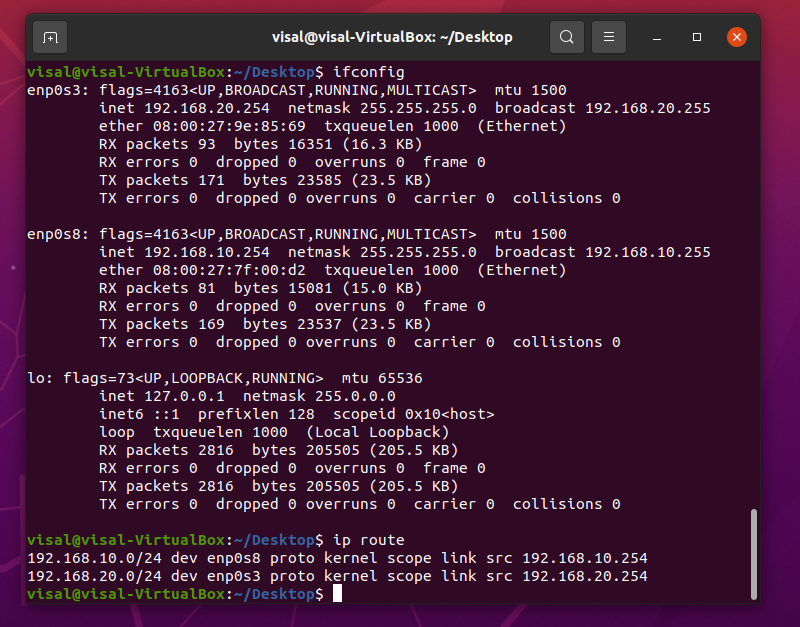 visal@visal-VirtualBox: ~/Desktop
visal@visal-VirtualBox:~/Desktop$ ifconfig
enp0s3: flags=4163<UP,BROADCAST,RUNNING,MULTICAST>  mtu 1500
        inet 192.168.20.254  netmask 255.255.255.0  broadcast 192.168.20.255
        ether 08:00:27:9e:85:69  txqueuelen 1000  (Ethernet)
        RX packets 93  bytes 16351 (16.3 KB)
        RX errors 0  dropped 0  overruns 0  frame 0
        TX packets 171  bytes 23585 (23.5 KB)
        TX errors 0  dropped 0 overruns 0  carrier 0  collisions 0

enp0s8: flags=4163<UP,BROADCAST,RUNNING,MULTICAST>  mtu 1500
        inet 192.168.10.254  netmask 255.255.255.0  broadcast 192.168.10.255
        ether 08:00:27:7f:00:d2  txqueuelen 1000  (Ethernet)
        RX packets 81  bytes 15081 (15.0 KB)
        RX errors 0  dropped 0  overruns 0  frame 0
        TX packets 169  bytes 23537 (23.5 KB)
        TX errors 0  dropped 0 overruns 0  carrier 0  collisions 0

lo: flags=73<UP,LOOPBACK,RUNNING>  mtu 65536
        inet 127.0.0.1  netmask 255.0.0.0
        inet6 ::1  prefixlen 128  scopeid 0x10<host>
        loop  txqueuelen 1000  (Local Loopback)
        RX packets 2816  bytes 205505 (205.5 KB)
        RX errors 0  dropped 0  overruns 0  frame 0
        TX packets 2816  bytes 205505 (205.5 KB)
        TX errors 0  dropped 0 overruns 0  carrier 0  collisions 0

visal@visal-VirtualBox:~/Desktop$ ip route
192.168.10.0/24 dev enp0s8 proto kernel scope link src 192.168.10.254
192.168.20.0/24 dev enp0s3 proto kernel scope link src 192.168.20.254
visal@visal-VirtualBox:~/Desktop$